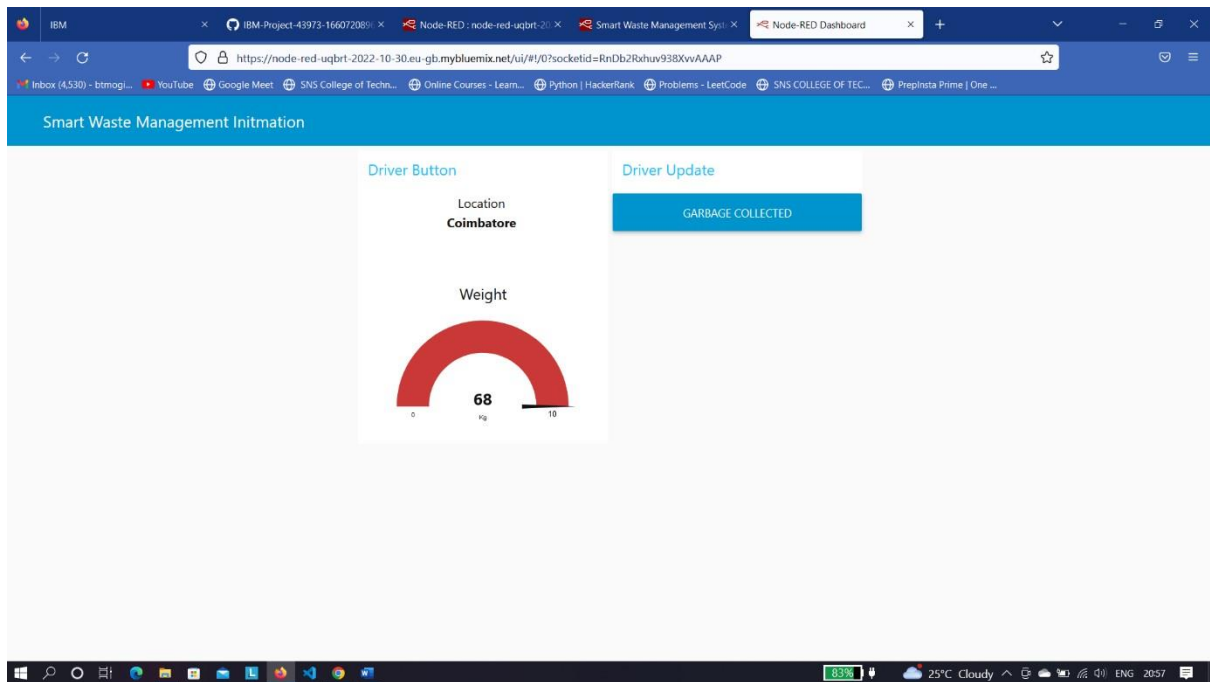 IBM
IBM-Project-43973-1660720896
Node-RED : node-red-uqbrt-20
Smart Waste Management Syst
Node-RED Dashboard
https://node-red-uqbrt-2022-10-30.eu-gb.mybluemix.net/ui/#!/0?socketid=RnDb2Rxhuv938XvvAAAP
Inbox (4,530) - btmogi...
YouTube
Google Meet
SNS College of Techn...
Online Courses - Learn...
Python | HackerRank
Problems - LeetCode
SNS COLLEGE OF TEC...
PrepInsta Prime | One ...
Smart Waste Management Initmation
Driver Button
Driver Update
Location
Coimbatore
GARBAGE COLLECTED
Weight
68
0
Kg
10
83%
25°C Cloudy
ENG
20:57